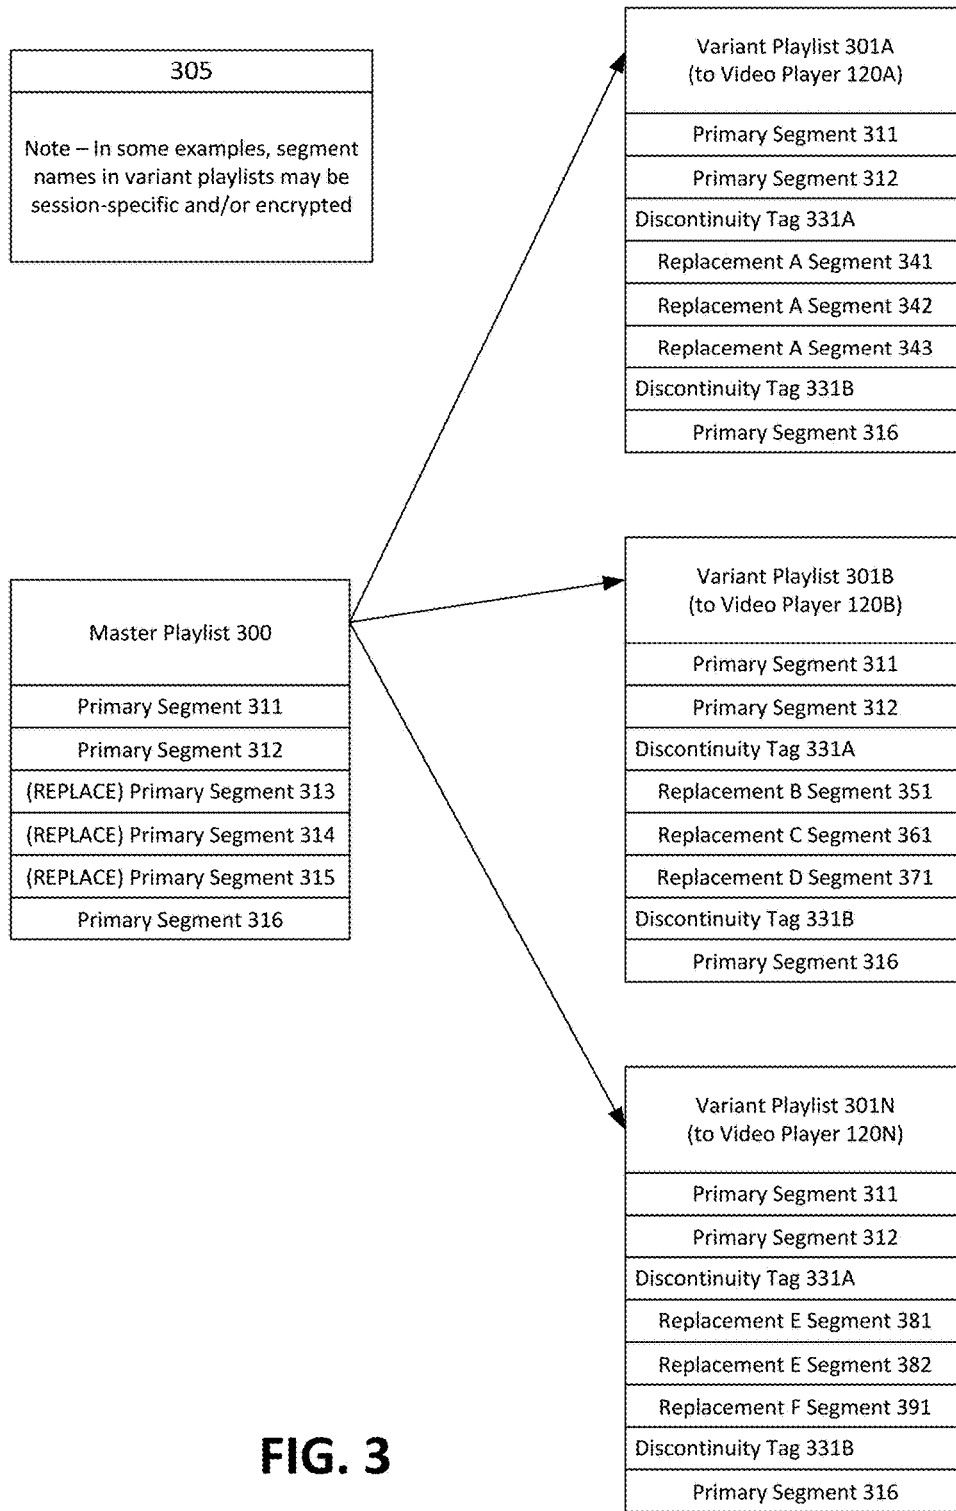 305
Note – In some examples, segment
names in variant playlists may be
session-specific and/or encrypted
Master Playlist 300
Primary Segment 311
Primary Segment 312
(REPLACE) Primary Segment 313
(REPLACE) Primary Segment 314
(REPLACE) Primary Segment 315
Primary Segment 316
Variant Playlist 301A
(to Video Player 120A)
Primary Segment 311
Primary Segment 312
Discontinuity Tag 331A
Replacement A Segment 341
Replacement A Segment 342
Replacement A Segment 343
Discontinuity Tag 331B
Primary Segment 316
Variant Playlist 301B
(to Video Player 120B)
Primary Segment 311
Primary Segment 312
Discontinuity Tag 331A
Replacement B Segment 351
Replacement C Segment 361
Replacement D Segment 371
Discontinuity Tag 331B
Primary Segment 316
Variant Playlist 301N
(to Video Player 120N)
Primary Segment 311
Primary Segment 312
Discontinuity Tag 331A
Replacement E Segment 381
Replacement E Segment 382
Replacement F Segment 391
Discontinuity Tag 331B
Primary Segment 316
FIG. 3